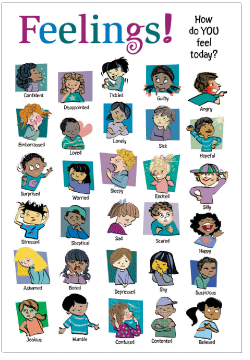 Feelings!
How
do YOU
feel
today?
Confident
Disappointed
Tickled
Guilty
Angry
Embarrassed
Loved
Lonely
Sick
Hopeful
Surprised
Worried
Sleepy
Excited
Silly
Stressed
Skeptical
Sad
Scared
Happy
Ashamed
Bored
Depressed
Shy
Suspicious
Jealous
Humble
Confused
Contented
Relieved